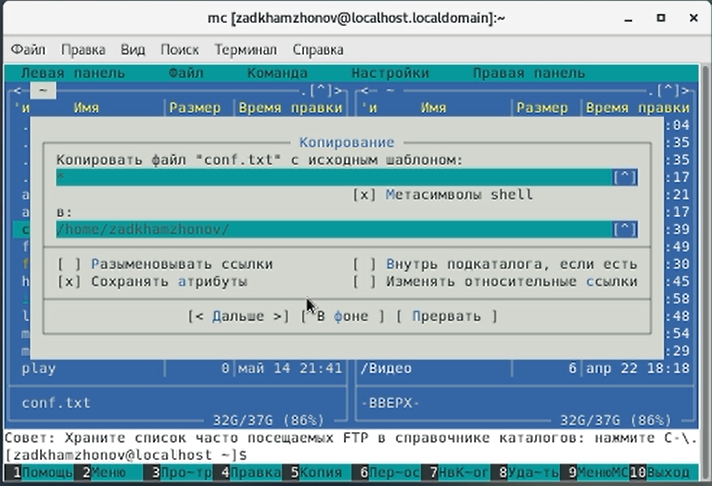 mc [zadkhamzhonov@localhost.localdomain]:~
Файл Правка Вид Поиск Терминал Справка
Левая панель Файл Команда Настройки Правая панель
<- ~ .[^]> <- ~ .[^]>
'и Имя Размер Время правки 'и Имя Размер Время правки
:04
Копирование :35
Копировать файл "conf.txt" с исходным шаблоном: :35
* [^] :17
[x] Метасимволы shell :21
в: :17
/home/zadkhamzhonov/ [^] :39
:49
[ ] Разыменовывать ссылки [ ] Внутрь подкаталога, если есть :30
[x] Сохранять атрибуты [ ] Изменять относительные ссылки :45
:58
[< Дальше >] [ В фоне ] [ Прервать ] :48
:54
:29
play 0 май 14 21:41 /Видео 6 апр 22 18:18
conf.txt -ВВЕРХ-
32G/37G (86%) 32G/37G (86%)
Совет: Храните список часто посещаемых FTP в справочнике каталогов: нажмите C-\.
[zadkhamzhonov@localhost ~]$
1Помощь 2Меню 3Про~тр 4Правка 5Копия 6Пер~ос 7НвК~ог 8Уда~ть 9МенюMC 10Выход